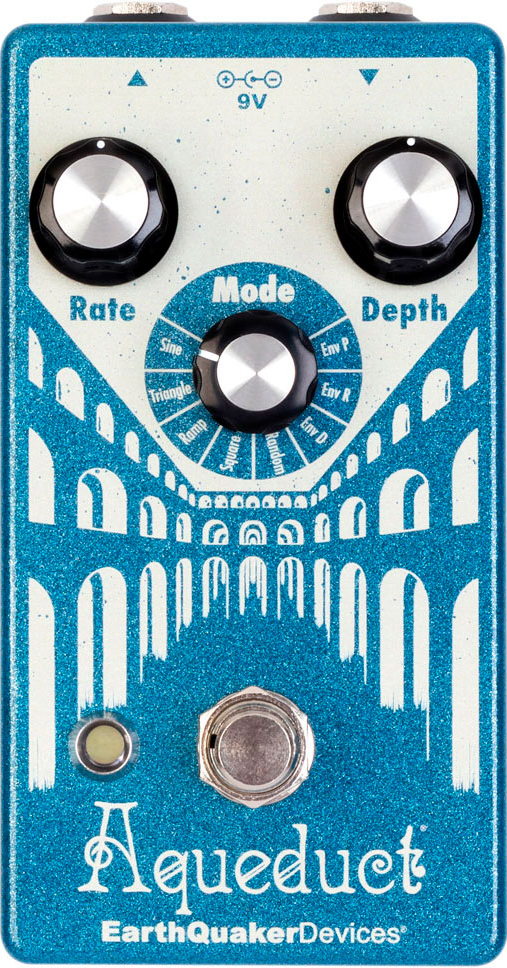 9V
Rate
Mode
Depth
Sine
Triangle
Ramp
Square
Random
Env D
Env R
Env P
Aqueduct®
EarthQuakerDevices®